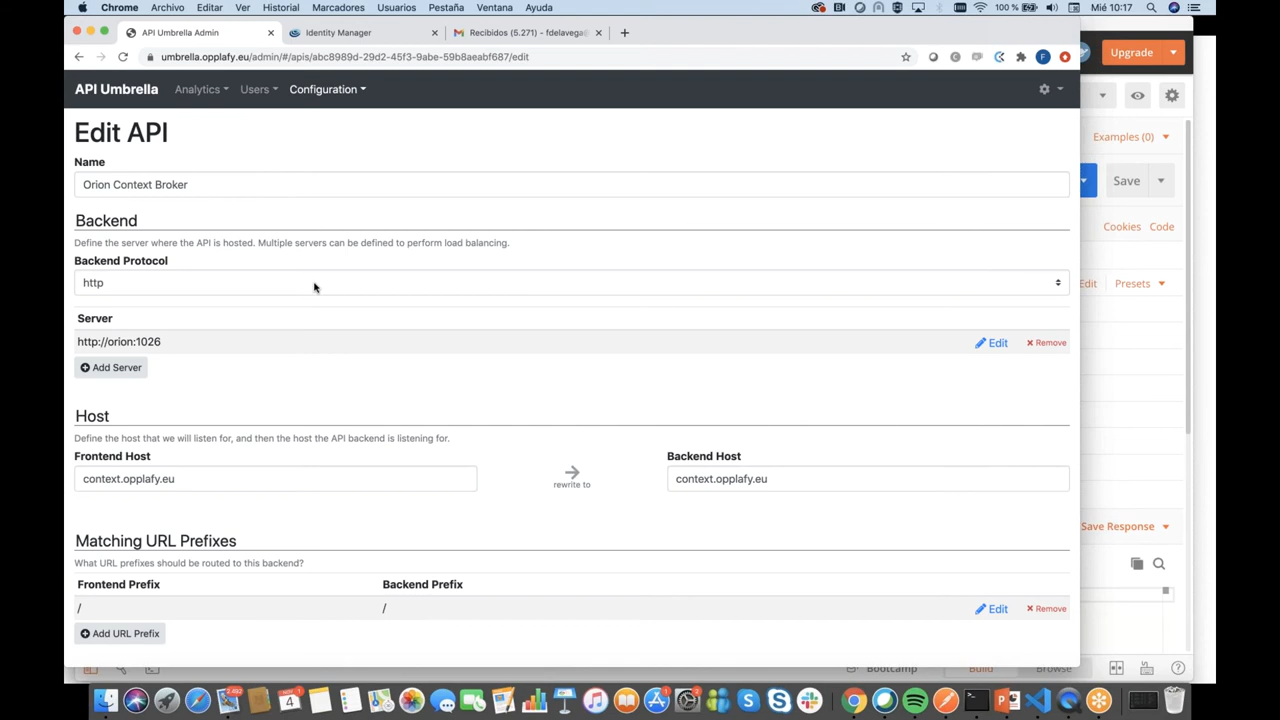 Chrome Archivo Editar Ver Historial Marcadores Usuarios Pestaña Ventana Ayuda 100 % Mié 10:17
API Umbrella Admin Identity Manager Recibidos (5.271) - fdelavega
umbrella.opplafy.eu/admin/#/apis/abc8989d-29d2-45f3-9abe-59b8aeabf687/edit F Upgrade
API Umbrella Analytics Users Configuration
Edit API
Examples (0)
Name
Orion Context Broker Save
Backend
Cookies Code
Define the server where the API is hosted. Multiple servers can be defined to perform load balancing.
Backend Protocol
http Edit Presets
Server
http://orion:1026 Edit Remove
Add Server
Host
Define the host that we will listen for, and then the host the API backend is listening for.
Frontend Host Backend Host
context.opplafy.eu rewrite to context.opplafy.eu
Save Response
Matching URL Prefixes
What URL prefixes should be routed to this backend?
Frontend Prefix Backend Prefix
/ / Edit Remove
Add URL Prefix
Bootcamp Build Browse